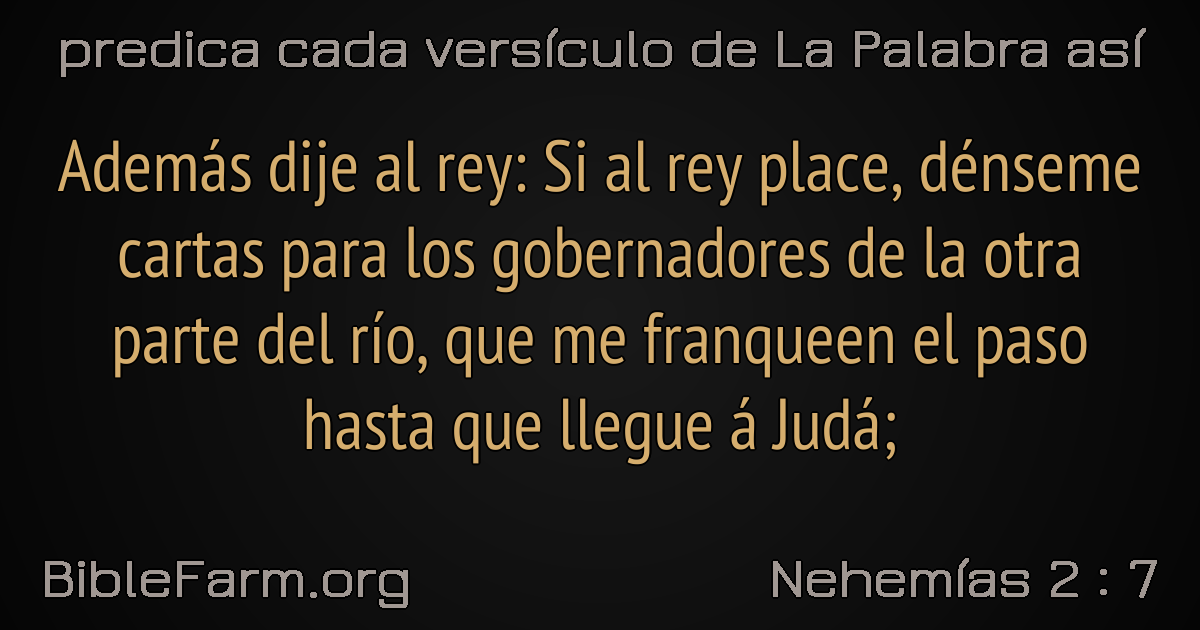 predica cada versículo de La Palabra así
Además dije al rey: Si al rey place, dénseme
cartas para los gobernadores de la otra
parte del río, que me franqueen el paso
hasta que llegue á Judá;
BibleFarm.org
Nehemías 2 : 7